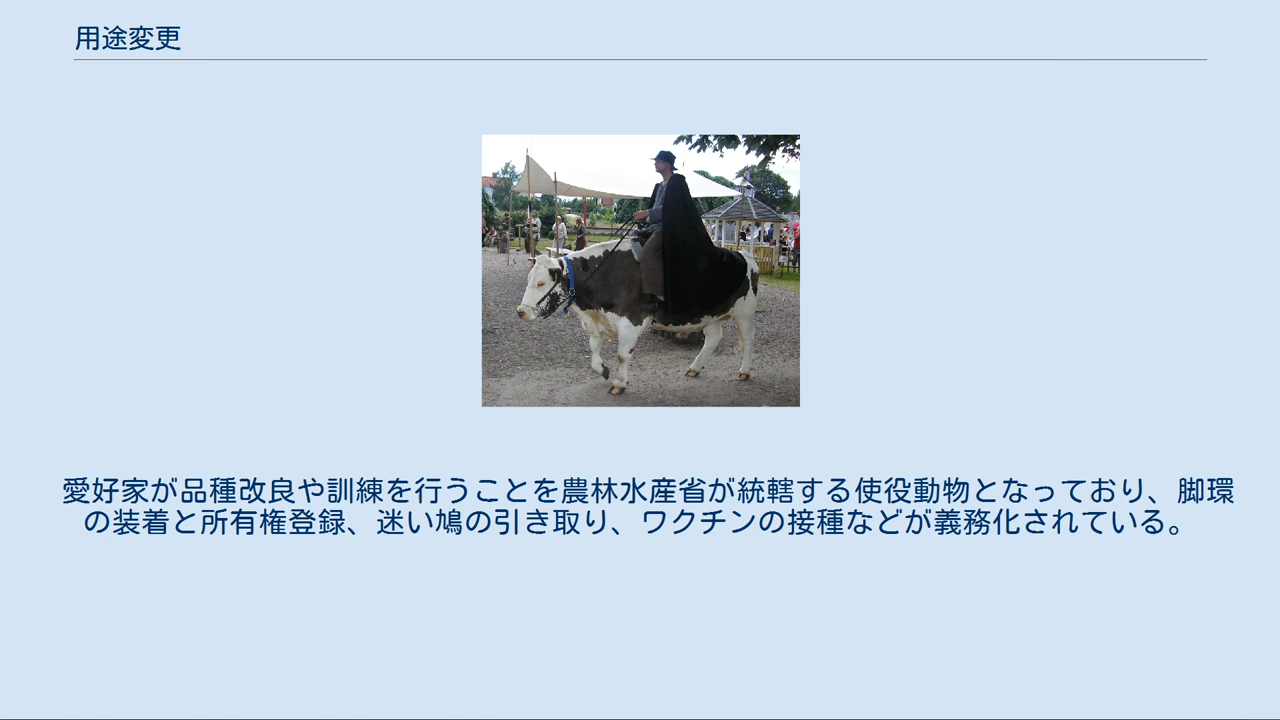 用途変更
愛好家が品種改良や訓練を行うことを農林水産省が統轄する使役動物となっており、脚環
の装着と所有権登録、迷い鳩の引き取り、ワクチンの接種などが義務化されている。